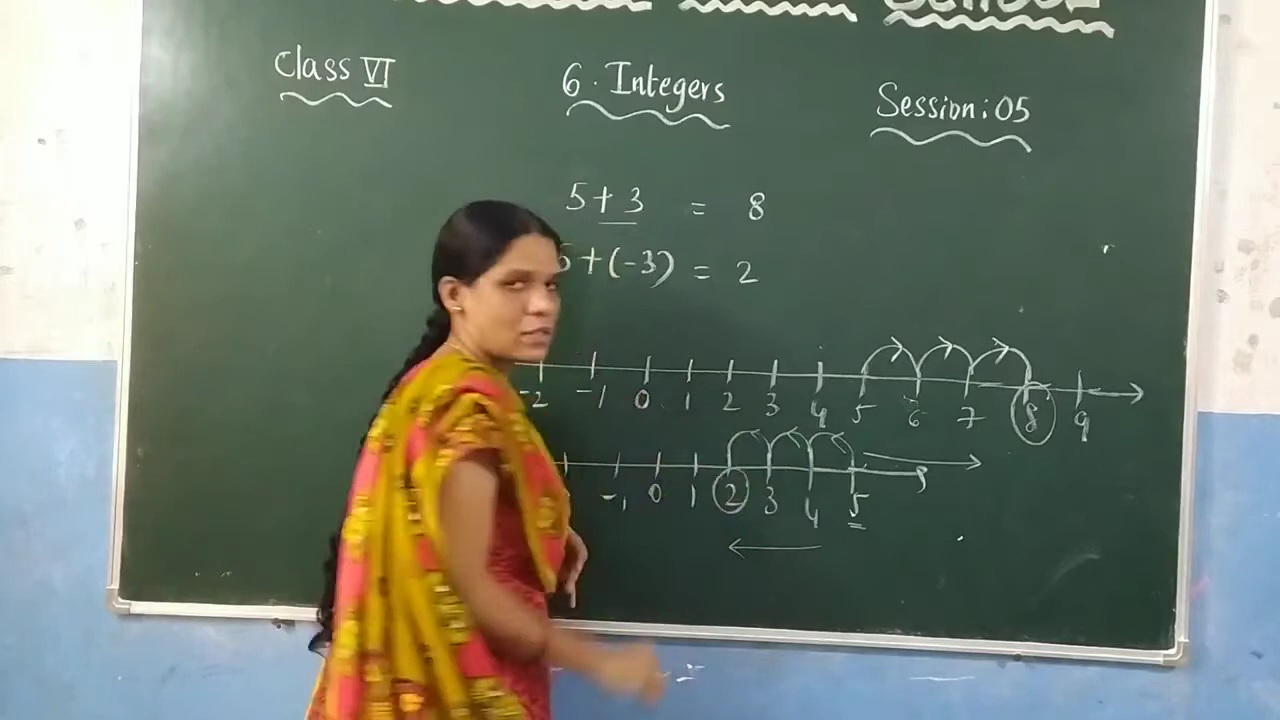 Class VI 6. Integers Session: 05
5 + 3 = 8
5 + (-3) = 2
-2 -1 0 1 2 3 4 5 6 7 8 9
-1 0 1 2 3 4 5